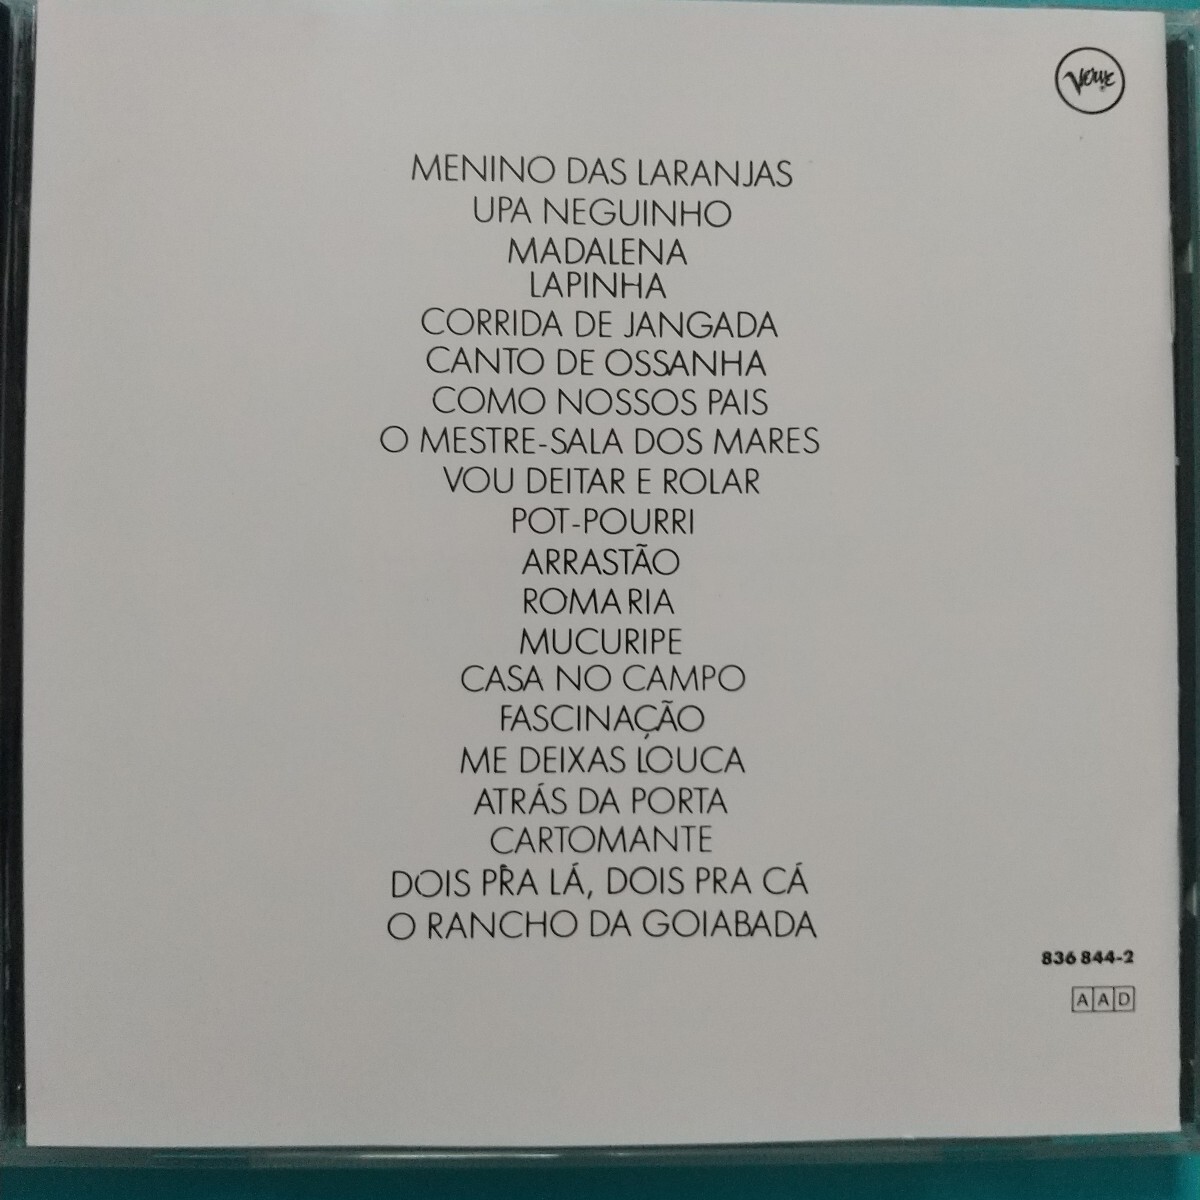 Verve
MENINO DAS LARANJAS
UPA NEGUINHO
MADALENA
LAPINHA
CORRIDA DE JANGADA
CANTO DE OSSANHA
COMO NOSSOS PAIS
O MESTRE-SALA DOS MARES
VOU DEITAR E ROLAR
POT-POURRI
ARRASTÃO
ROMARIA
MUCURIPE
CASA NO CAMPO
FASCINAÇÃO
ME DEIXAS LOUCA
ATRÁS DA PORTA
CARTOMANTE
DOIS PRA LÁ, DOIS PRA CÁ
O RANCHO DA GOIABADA
836 844-2
AAD